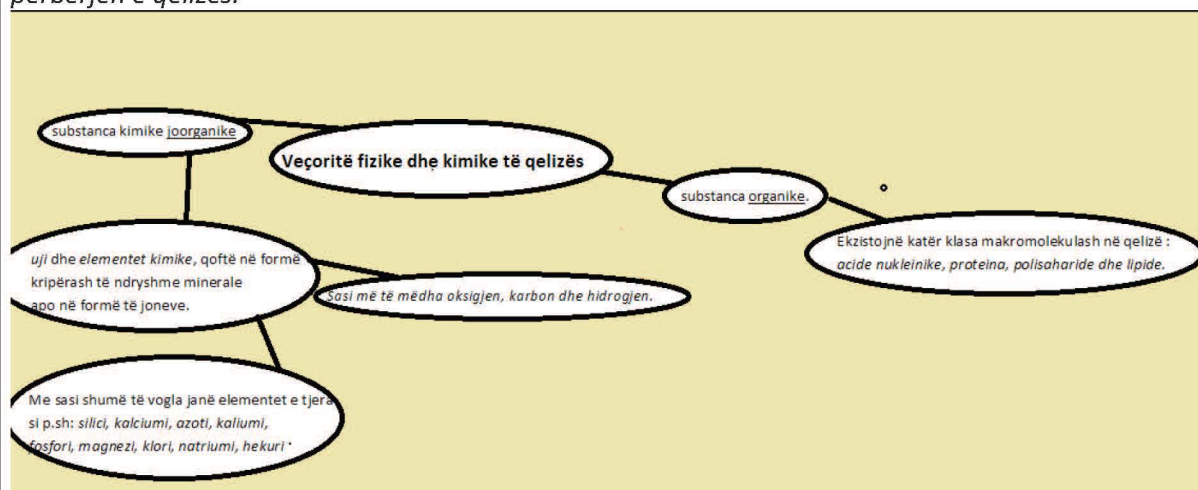 përbërjen e qelizës.
substanca kimike joorganike
Veçoritë fizike dhe kimike të qelizës
substanca organike.
Ekzistojnë katër klasa makromolekulash në qelizë :
acide nukleinike, proteina, polisaharide dhe lipide.
uji dhe elementet kimike, qoftë në formë
kripërash të ndryshme minerale
apo në formë të joneve.
Sasi më të mëdha oksigjen, karbon dhe hidrogjen.
Me sasi shumë të vogla janë elementet e tjera
si p.sh: silici, kalciumi, azoti, kaliumi,
fosfori, magnezi, klori, natriumi, hekuri